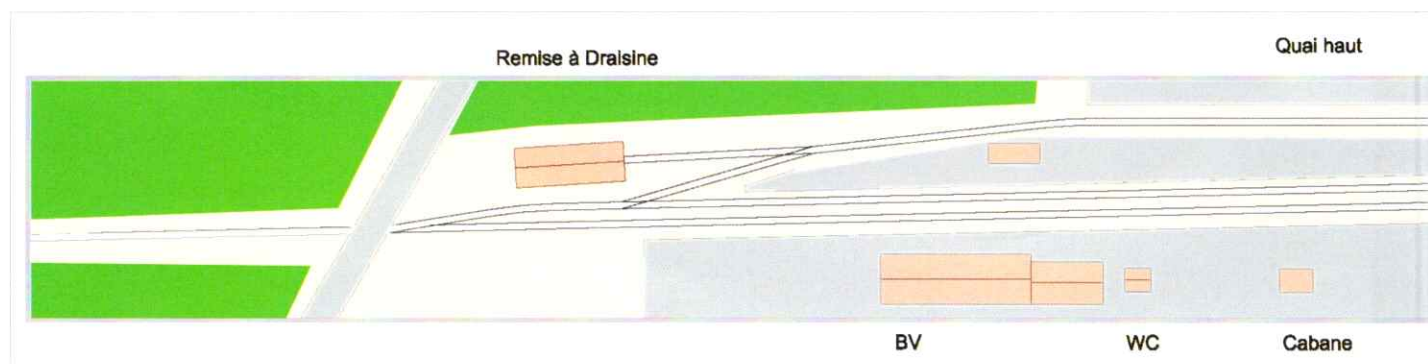 Quai haut
Remise à Draisine
BV
WC
Cabane